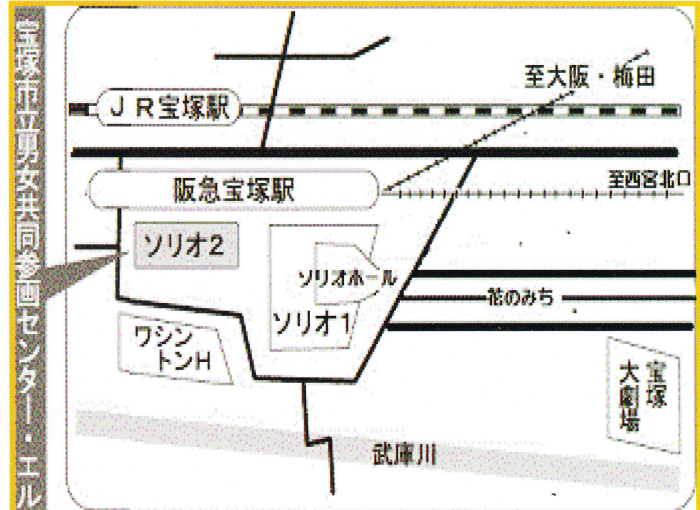 宝塚市立男女共同参画センター・エル
至大阪・梅田
JR宝塚駅
阪急宝塚駅
至西宮北口
ソリオ2
ソリオホール
ソリオ1
花のみち
ワシン
トンH
宝塚
大劇場
武庫川